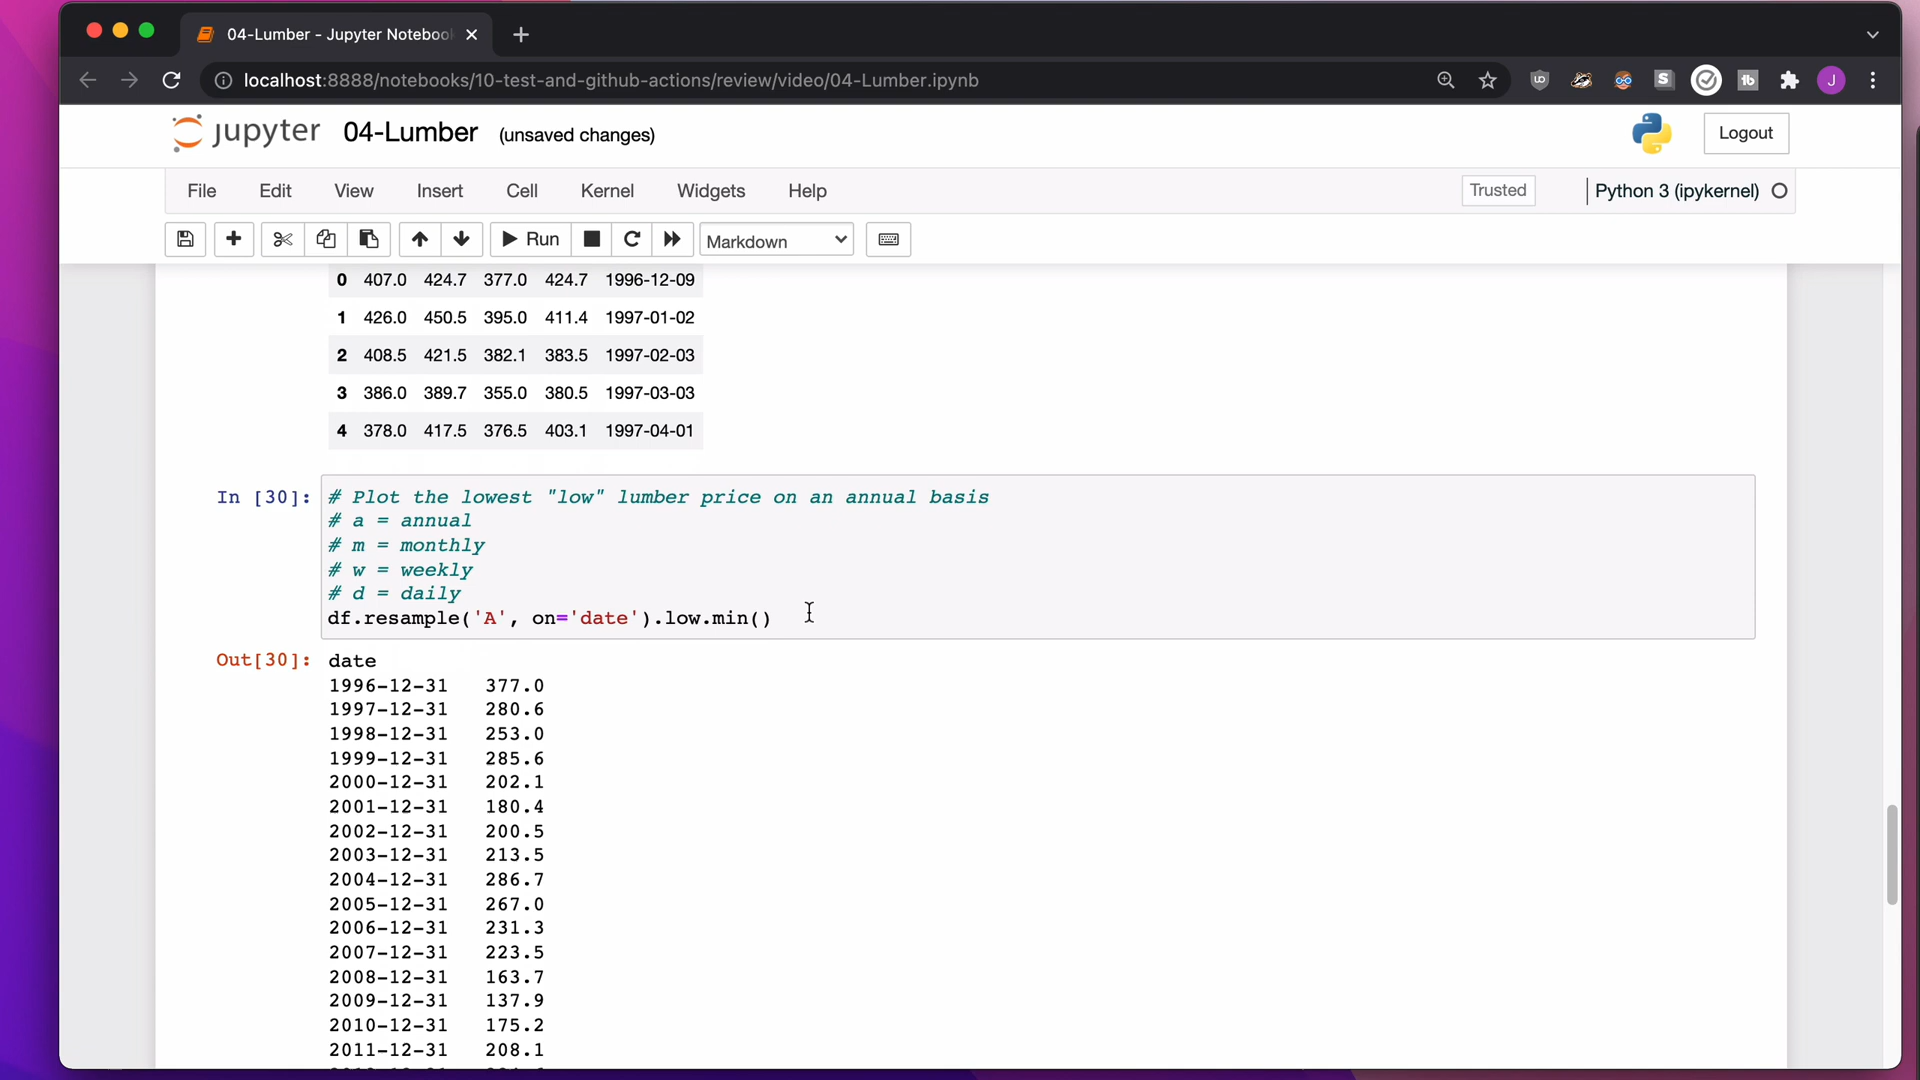 04-Lumber - Jupyter Noteboo
localhost:8888/notebooks/10-test-and-github-actions/review/video/04-Lumber.ipynb
J
jupyter 04-Lumber (unsaved changes)
Logout
File Edit View Insert Cell Kernel Widgets Help
Trusted Python 3 (ipykernel)
Run Markdown
0 407.0 424.7 377.0 424.7 1996-12-09
1 426.0 450.5 395.0 411.4 1997-01-02
2 408.5 421.5 382.1 383.5 1997-02-03
3 386.0 389.7 355.0 380.5 1997-03-03
4 378.0 417.5 376.5 403.1 1997-04-01
In [30]: # Plot the lowest "low" lumber price on an annual basis
# a = annual
# m = monthly
# w = weekly
# d = daily
df.resample('A', on='date').low.min()
Out[30]: date
1996-12-31 377.0
1997-12-31 280.6
1998-12-31 253.0
1999-12-31 285.6
2000-12-31 202.1
2001-12-31 180.4
2002-12-31 200.5
2003-12-31 213.5
2004-12-31 286.7
2005-12-31 267.0
2006-12-31 231.3
2007-12-31 223.5
2008-12-31 163.7
2009-12-31 137.9
2010-12-31 175.2
2011-12-31 208.1